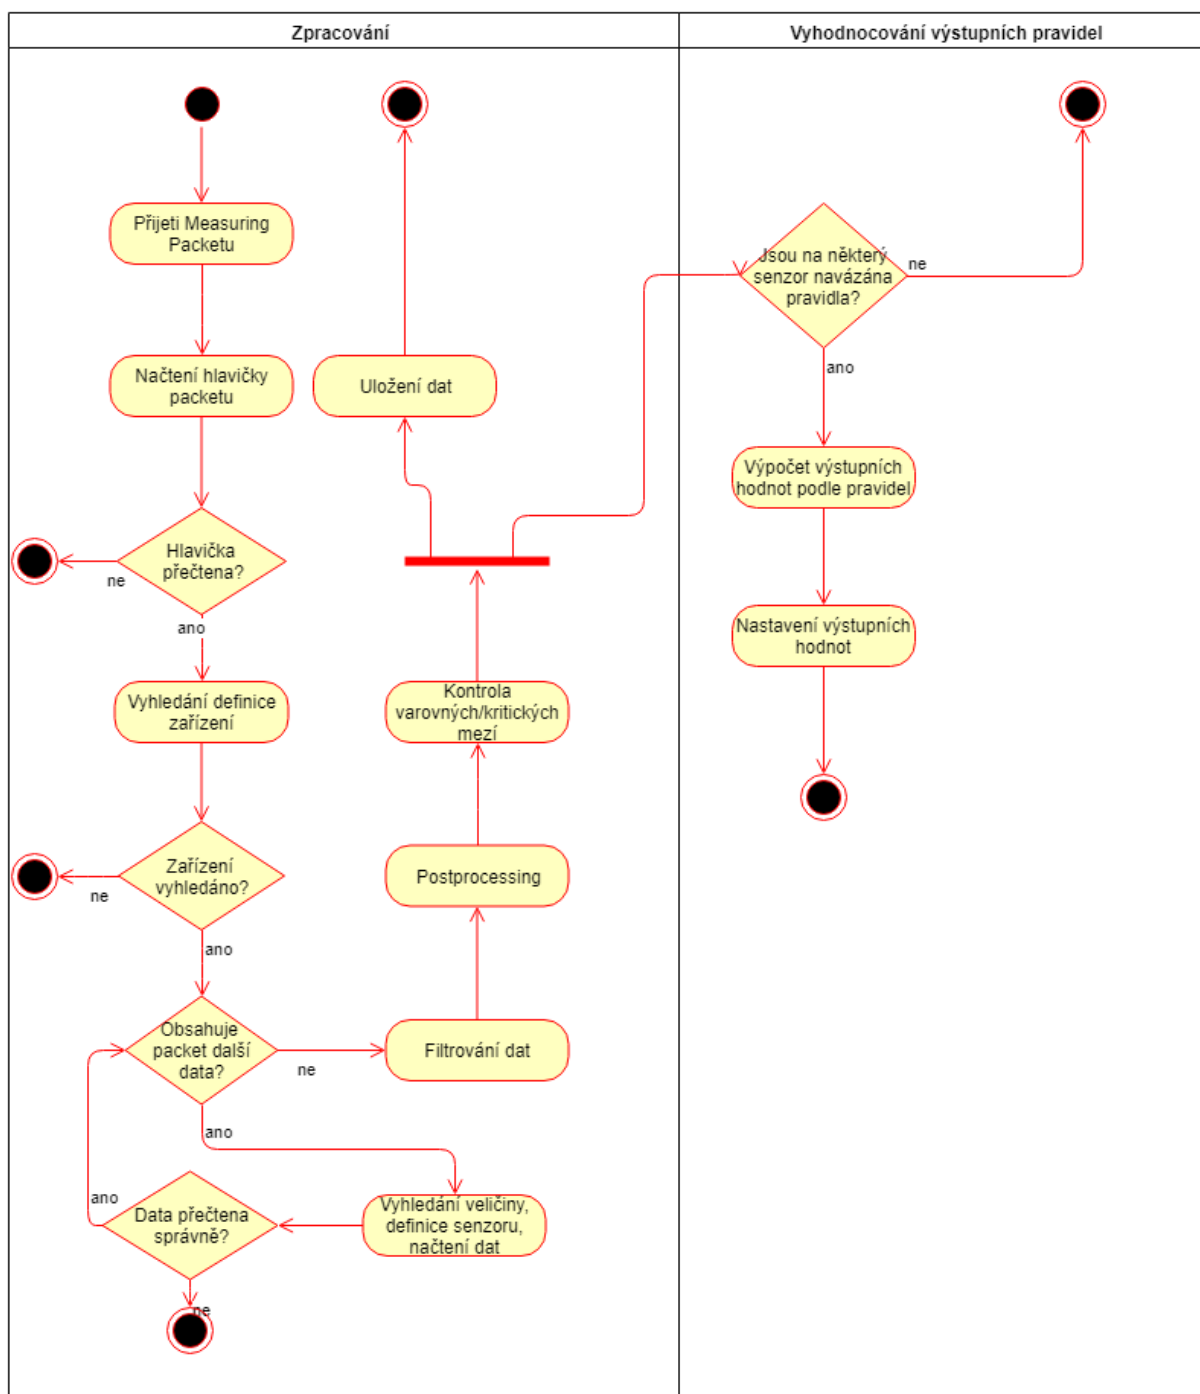 Zpracování
Vyhodnocování výstupních pravidel
Přijeti Measuring
Packetu
Načtení hlavičky
packetu
Hlavička
přečtena?
ne
ano
Vyhledání definice
zařízení
Zařízení
vyhledáno?
ne
ano
Obsahuje
packet další
data?
ne
ano
Vyhledání veličiny,
definice senzoru,
načtení dat
Data přečtena
správně?
ano
ne
Filtrování dat
Postprocessing
Kontrola
varovných/kritických
mezí
Uložení dat
Jsou na některý
senzor navázána
pravidla?
ne
ano
Výpočet výstupních
hodnot podle pravidel
Nastavení výstupních
hodnot